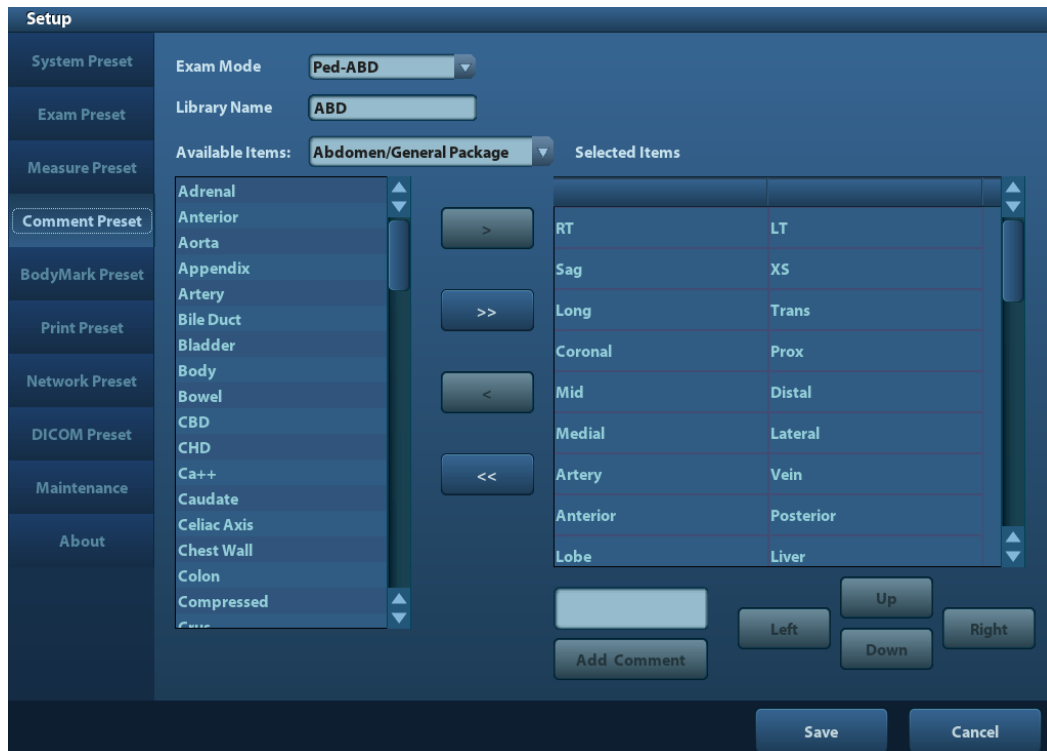 Setup
System Preset
Exam Preset
Measure Preset
Comment Preset
BodyMark Preset
Print Preset
Network Preset
DICOM Preset
Maintenance
About
Exam Mode Ped-ABD
Library Name ABD
Available Items: Abdomen/General Package Selected Items
Adrenal
Anterior
Aorta
Appendix
Artery
Bile Duct
Bladder
Body
Bowel
CBD
CHD
Ca++
Caudate
Celiac Axis
Chest Wall
Colon
Compressed
Crus
>
>>
<
<<
RT LT
Sag XS
Long Trans
Coronal Prox
Mid Distal
Medial Lateral
Artery Vein
Anterior Posterior
Lobe Liver
Add Comment
Up
Left Right
Down
Save Cancel